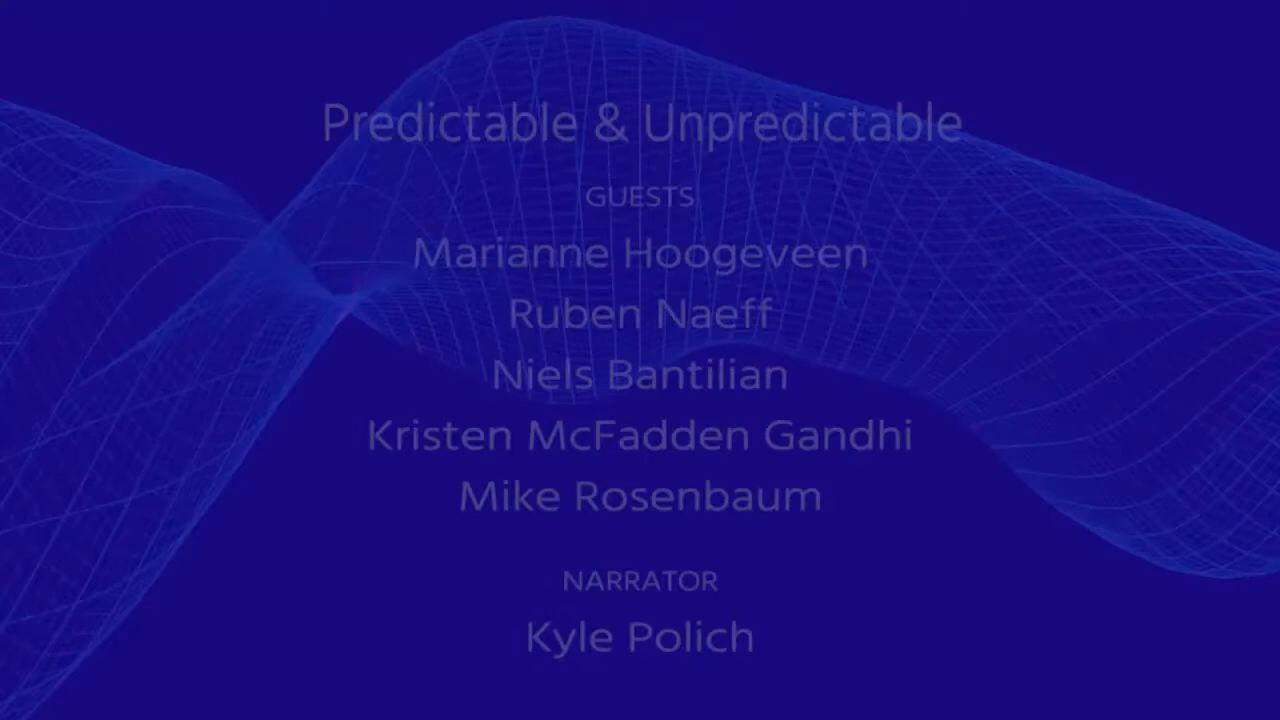 Predictable & Unpredictable
GUESTS
Marianne Hoogeveen
Ruben Naeff
Niels Bantilian
Kristen McFadden Gandhi
Mike Rosenbaum
NARRATOR
Kyle Polich